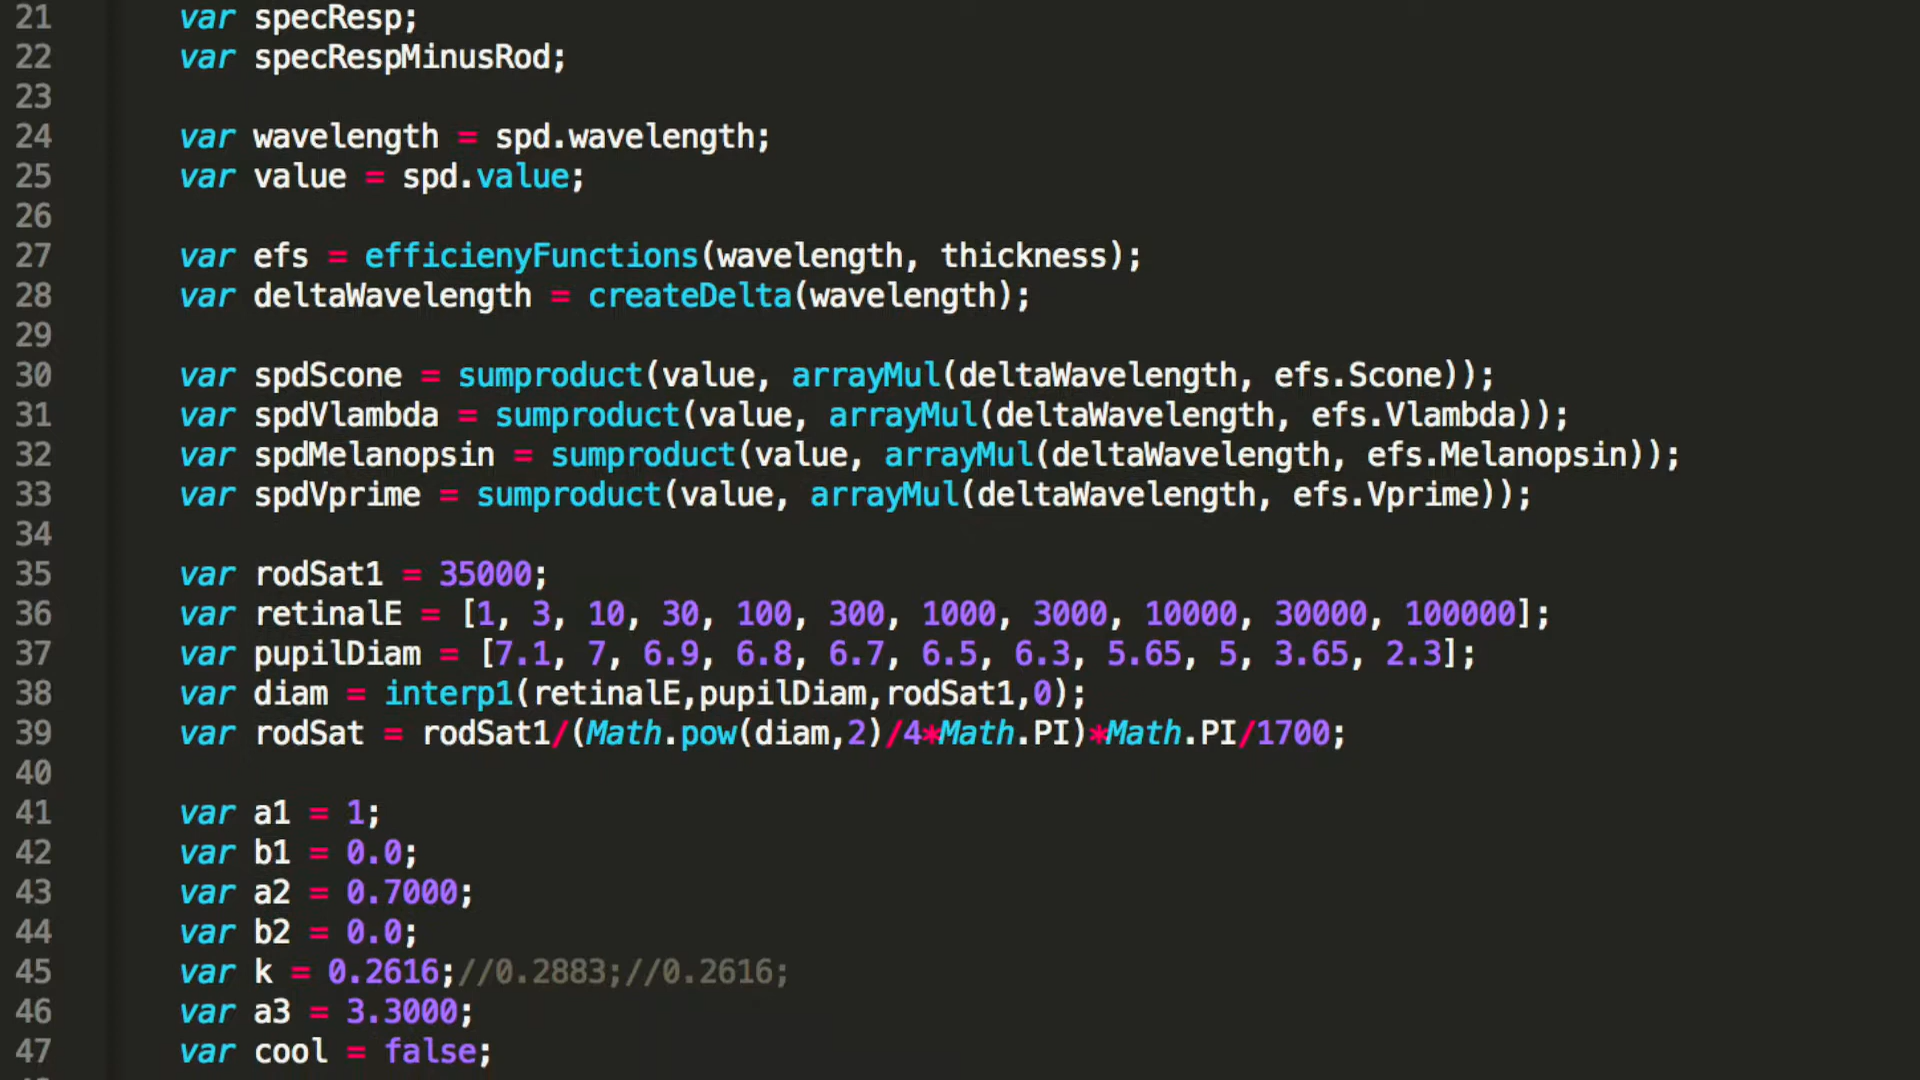 21 var specResp;
22 var specRespMinusRod;
23
24 var wavelength = spd.wavelength;
25 var value = spd.value;
26
27 var efs = efficienyFunctions(wavelength, thickness);
28 var deltaWavelength = createDelta(wavelength);
29
30 var spdScone = sumproduct(value, arrayMul(deltaWavelength, efs.Scone));
31 var spdVlambda = sumproduct(value, arrayMul(deltaWavelength, efs.Vlambda));
32 var spdMelanopsin = sumproduct(value, arrayMul(deltaWavelength, efs.Melanopsin));
33 var spdVprime = sumproduct(value, arrayMul(deltaWavelength, efs.Vprime));
34
35 var rodSat1 = 35000;
36 var retinalE = [1, 3, 10, 30, 100, 300, 1000, 3000, 10000, 30000, 100000];
37 var pupilDiam = [7.1, 7, 6.9, 6.8, 6.7, 6.5, 6.3, 5.65, 5, 3.65, 2.3];
38 var diam = interp1(retinalE,pupilDiam,rodSat1,0);
39 var rodSat = rodSat1/(Math.pow(diam,2)/4*Math.PI)*Math.PI/1700;
40
41 var a1 = 1;
42 var b1 = 0.0;
43 var a2 = 0.7000;
44 var b2 = 0.0;
45 var k = 0.2616;//0.2883;//0.2616;
46 var a3 = 3.3000;
47 var cool = false;